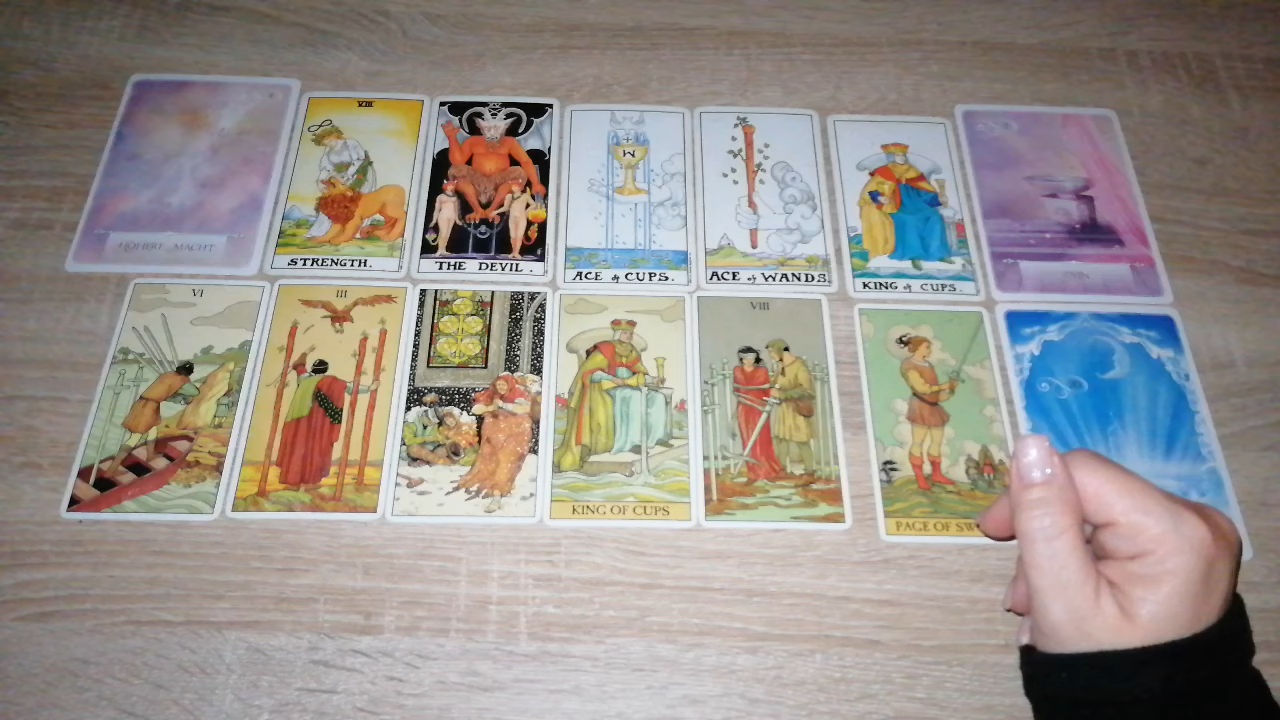 HÖHERE MACHT
VIII
STRENGTH.
XV
THE DEVIL.
ACE of CUPS.
ACE of WANDS.
KING of CUPS.
VI
III
KING OF CUPS
VIII
PAGE OF SW